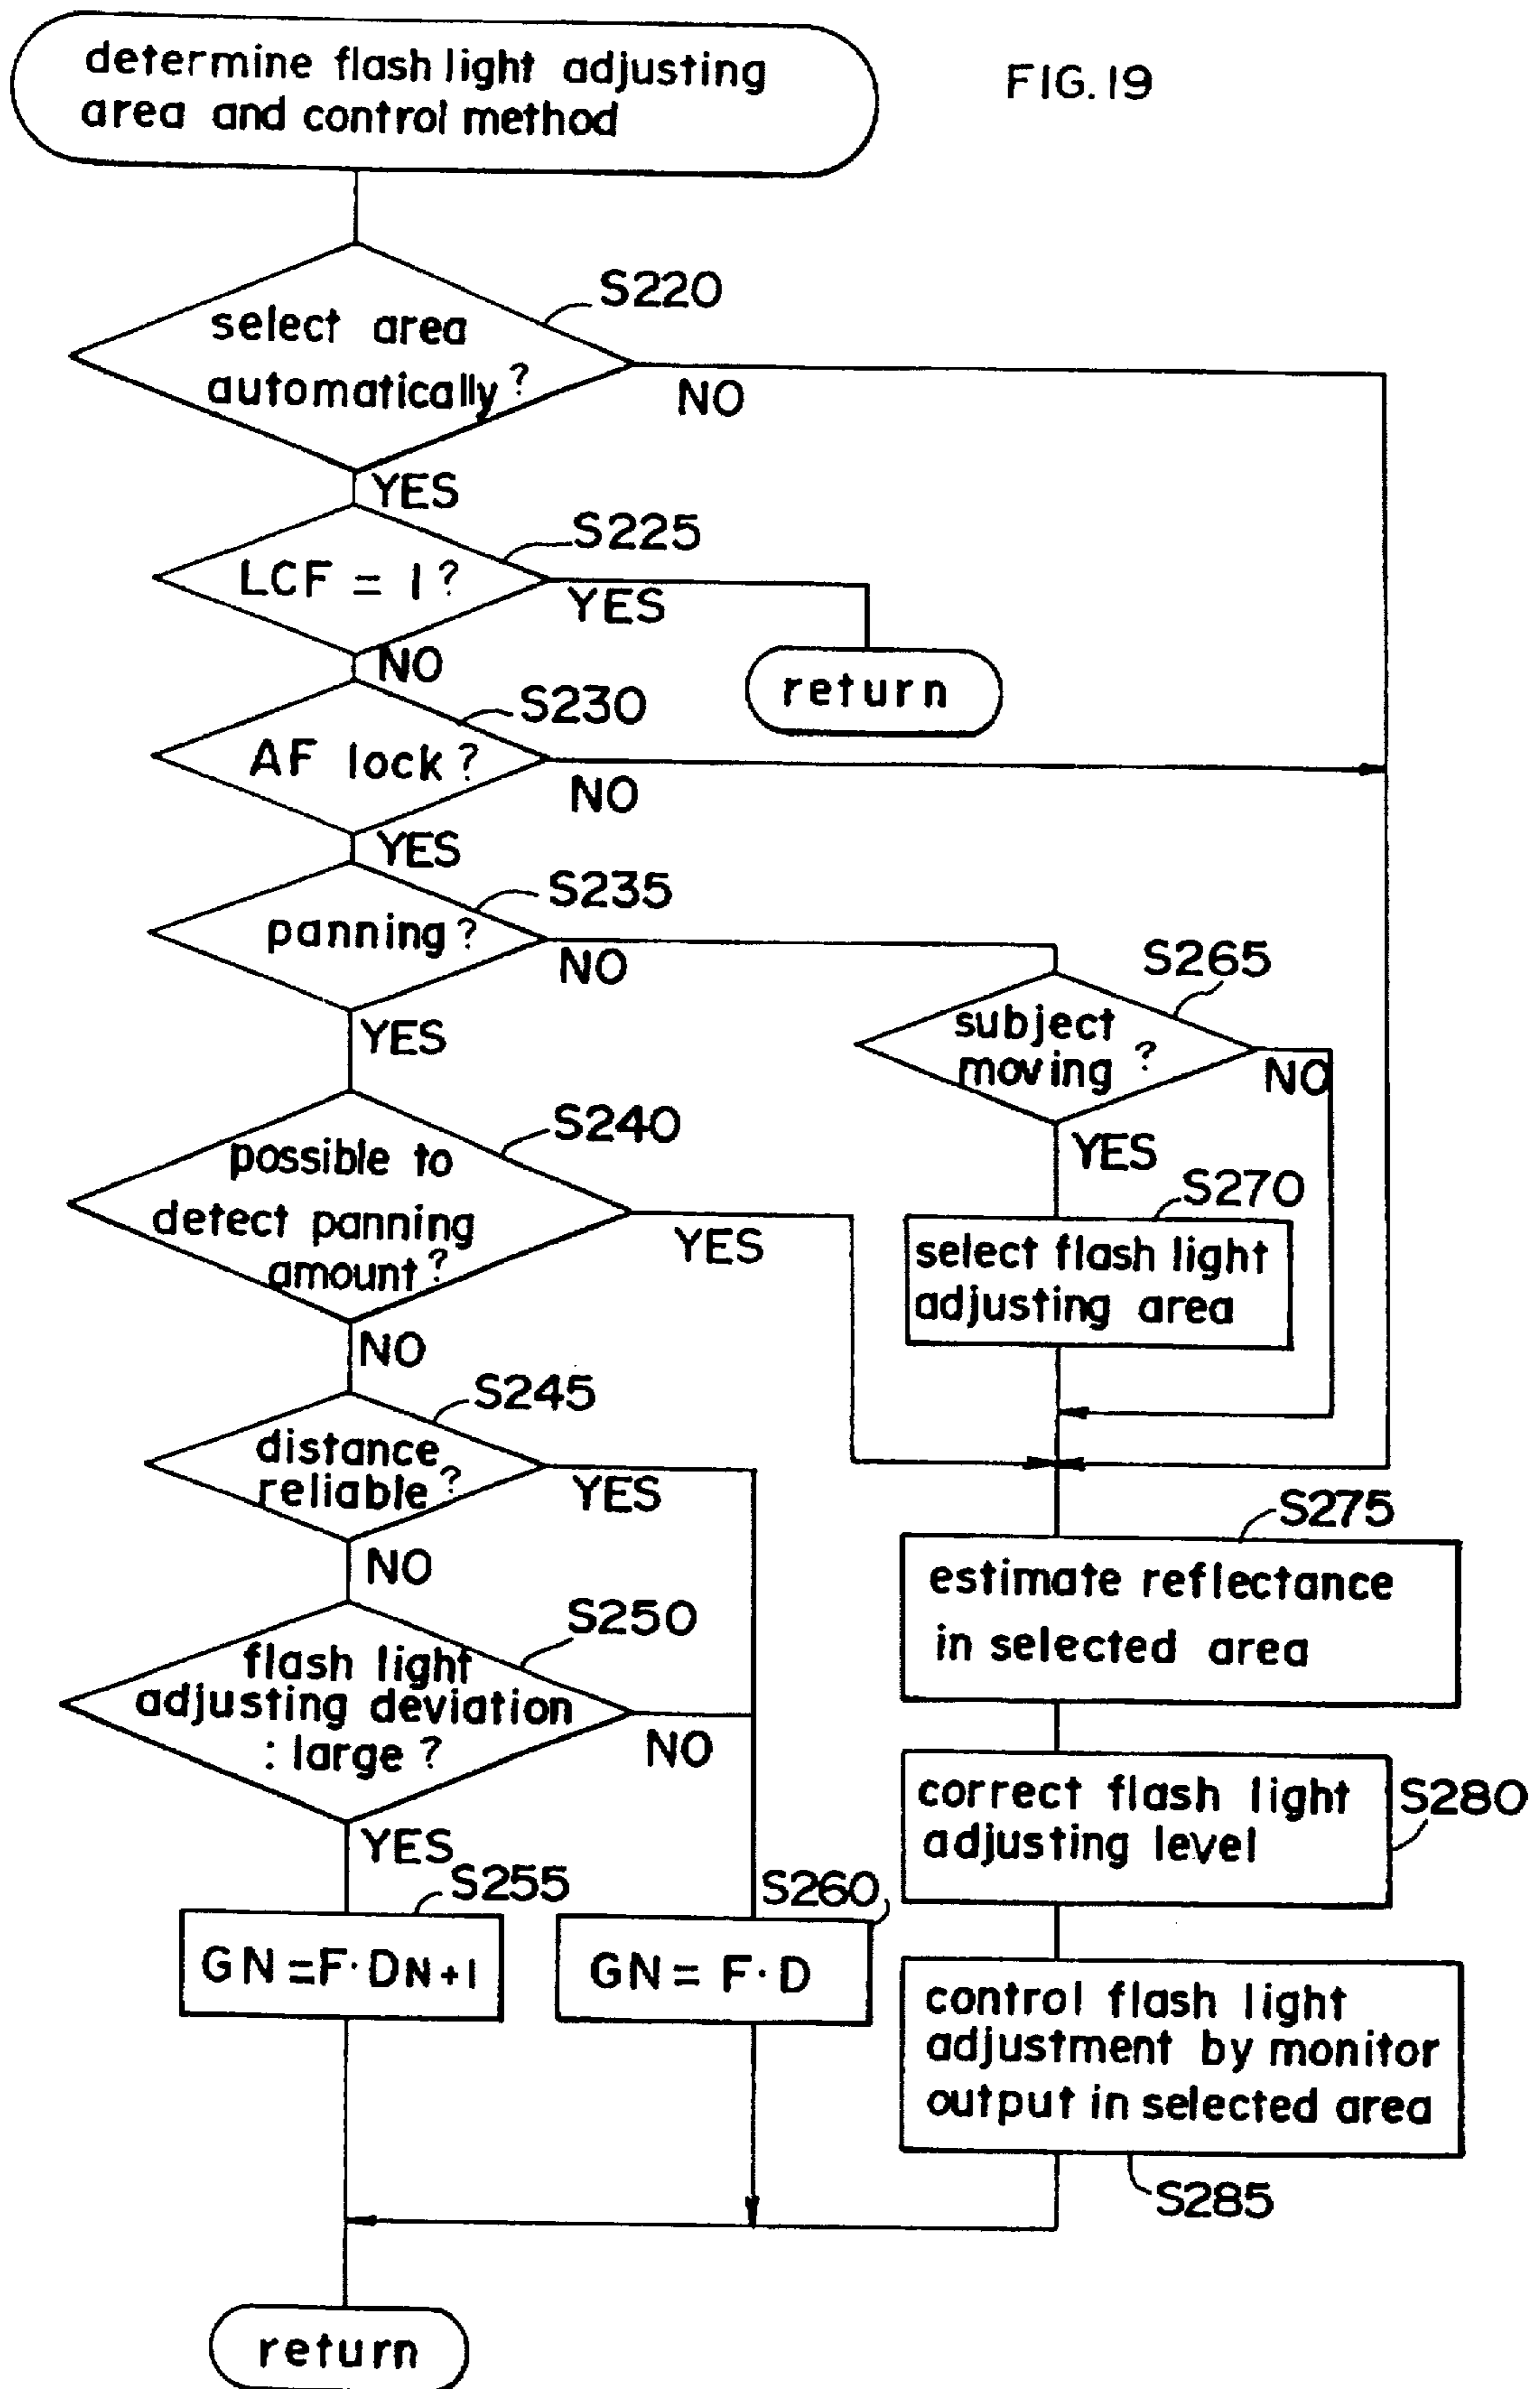 determine flash light adjusting
area and control method
FIG. 19
S220
select area
automatically?
NO
YES
S225
LCF = 1?
YES
return
NO
S230
AF lock?
NO
YES
S235
panning?
NO
YES
S265
subject
moving?
NO
YES
S240
possible to
detect panning
amount?
YES
NO
S270
select flash light
adjusting area
S245
distance
reliable?
YES
NO
S275
estimate reflectance
in selected area
S250
flash light
adjusting deviation
: large?
NO
YES
S280
correct flash light
adjusting level
S255
GN=F·DN+1
S260
GN= F·D
control flash light
adjustment by monitor
output in selected area
S285
return